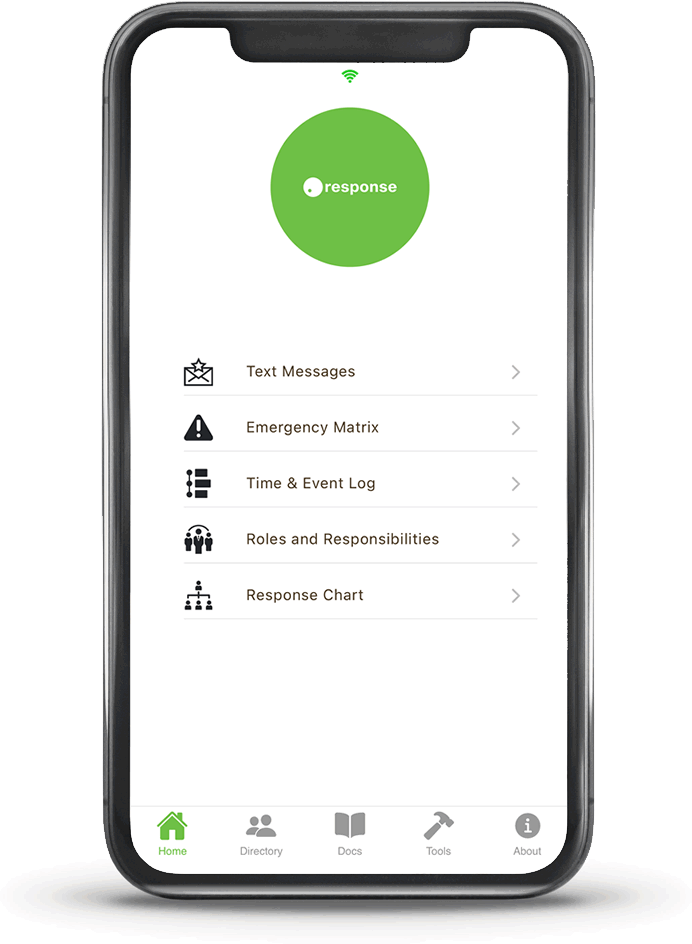 response
Text Messages
Emergency Matrix
Time & Event Log
Roles and Responsibilities
Response Chart
Home
Directory
Docs
Tools
About